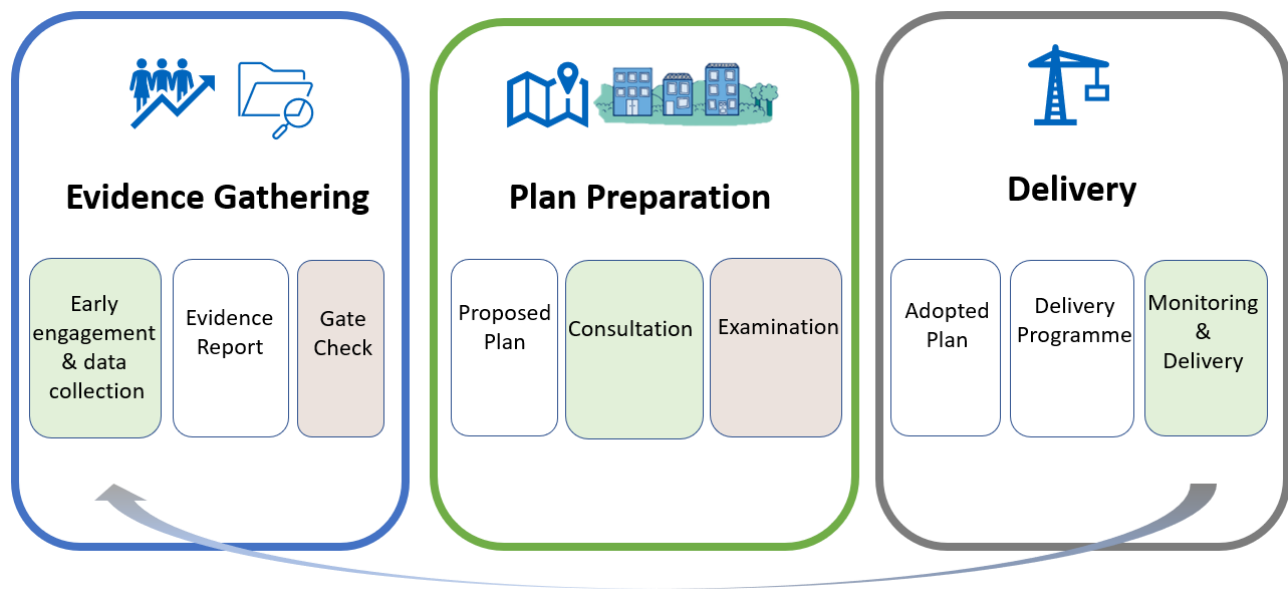 Evidence Gathering
Early
engagement
& data
collection
Evidence
Report
Gate
Check
Plan Preparation
Proposed
Plan
Consultation
Examination
Delivery
Adopted
Plan
Delivery
Programme
Monitoring
&
Delivery